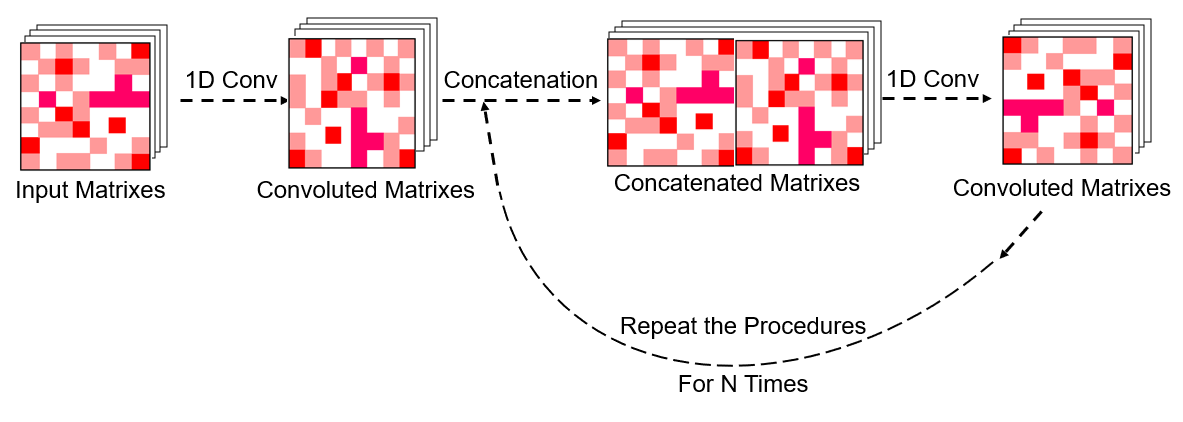 1D Conv
Concatenation
1D Conv
Input Matrixes
Convoluted Matrixes
Concatenated Matrixes
Convoluted Matrixes
Repeat the Procedures
For N Times